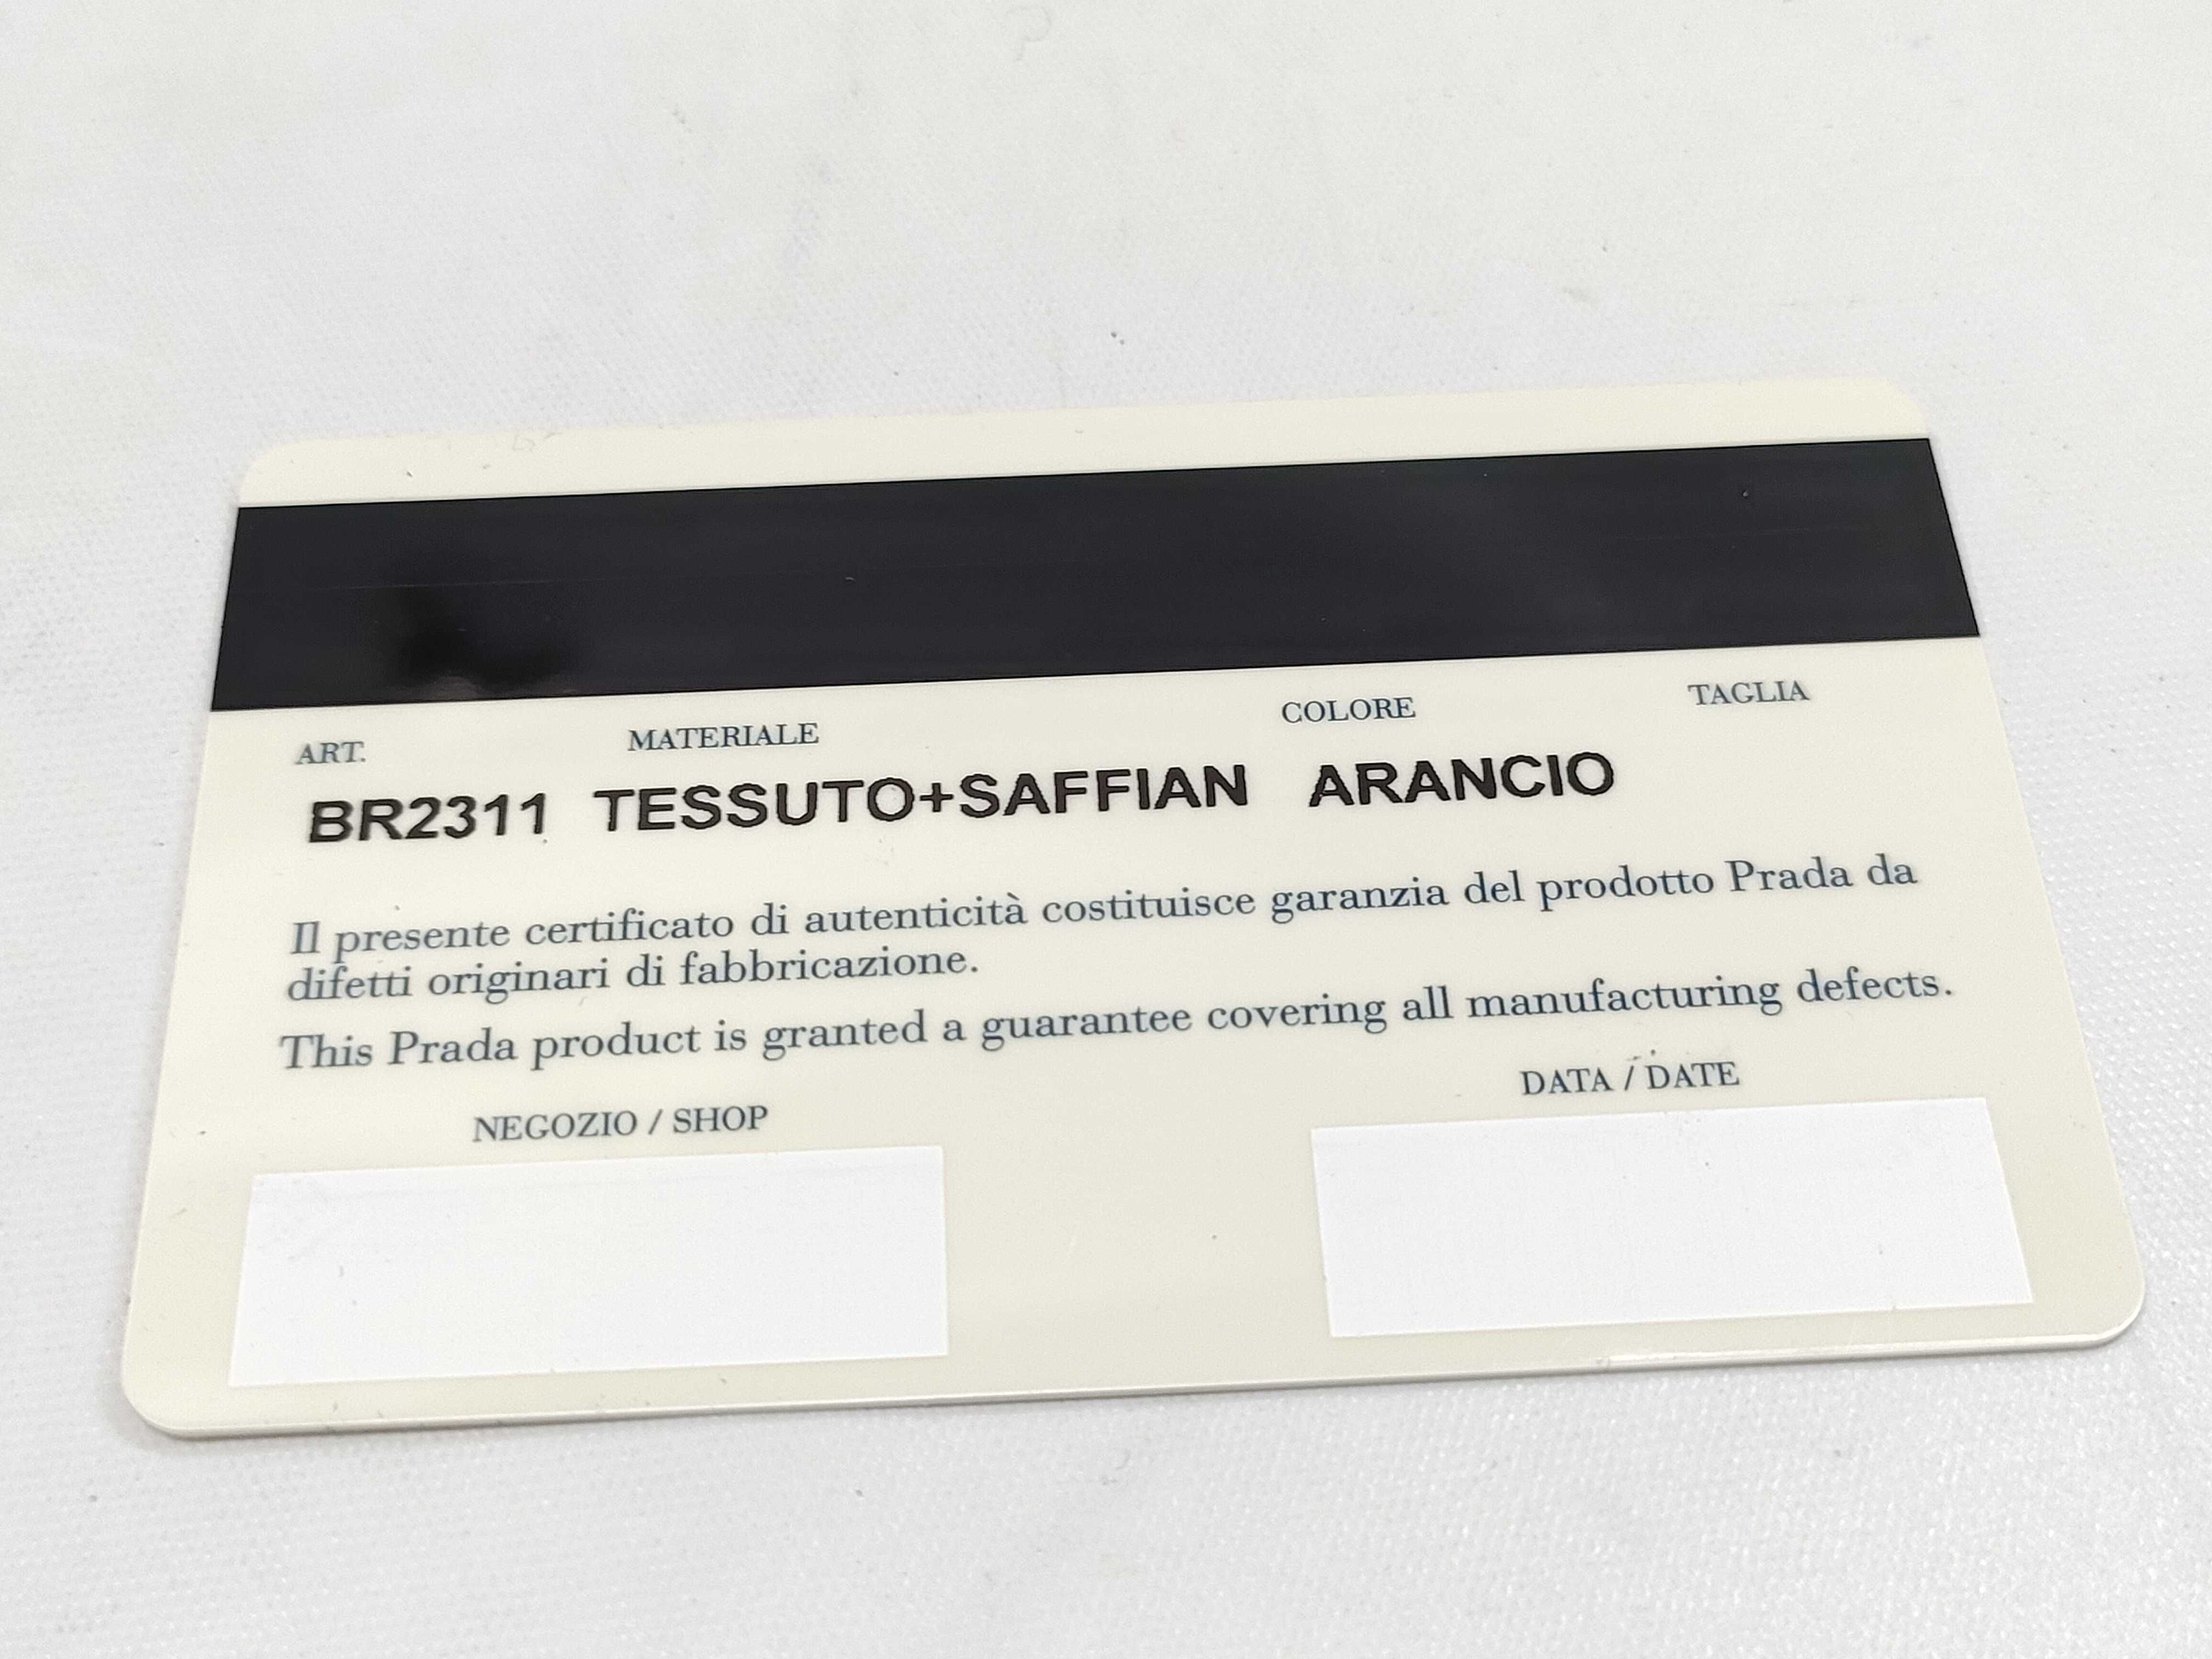 ART. MATERIALE COLORE TAGLIA
BR2311 TESSUTO+SAFFIAN ARANCIO
Il presente certificato di autenticità costituisce garanzia del prodotto Prada da
difetti originari di fabbricazione.
This Prada product is granted a guarantee covering all manufacturing defects.
NEGOZIO / SHOP DATA / DATE